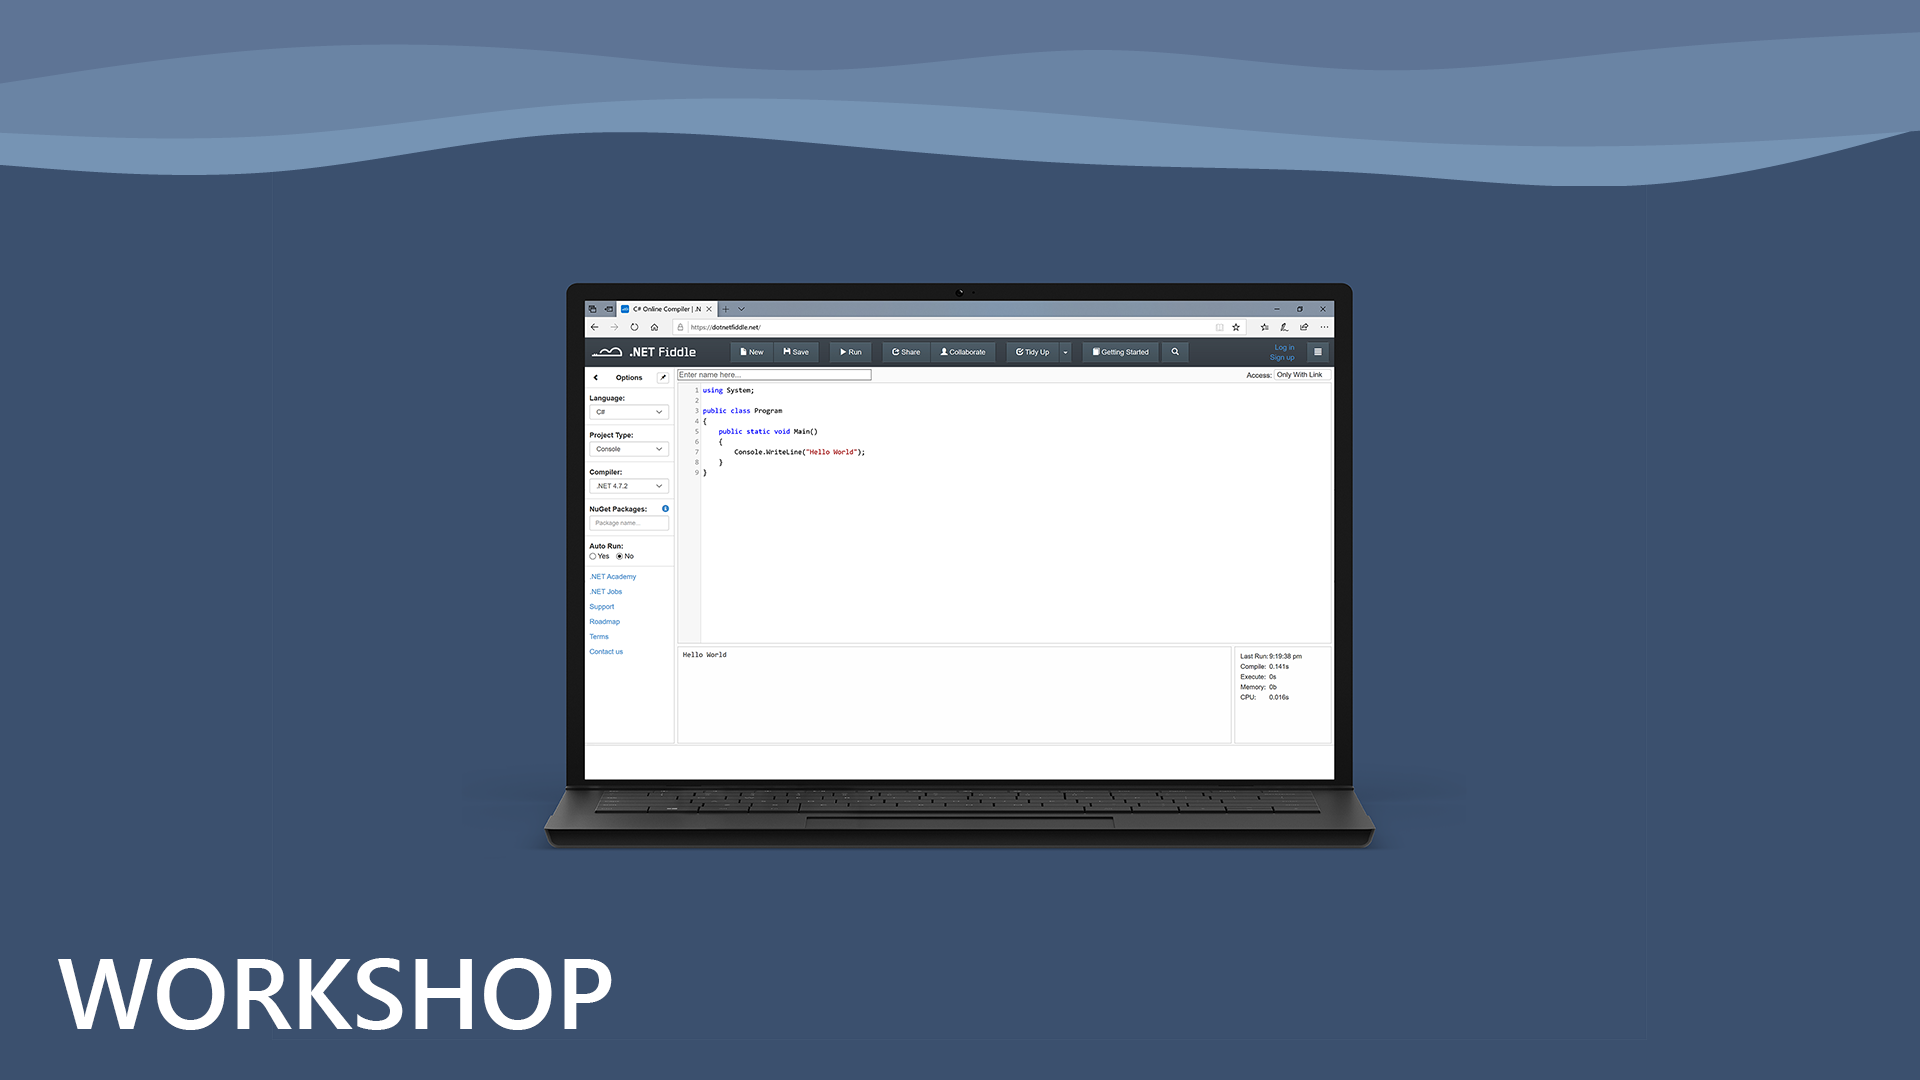 C# Online Compiler | .N
https://dotnetfiddle.net/
.NET Fiddle
New
Save
Run
Share
Collaborate
Tidy Up
Getting Started
Log in
Sign up
Options
Enter name here...
Access: Only With Link
Language:
C#
Project Type:
Console
Compiler:
.NET 4.7.2
NuGet Packages:
Package name...
Auto Run:
Yes No
.NET Academy
.NET Jobs
Support
Roadmap
Terms
Contact us
1 using System;
2
3 public class Program
4 {
5 public static void Main()
6 {
7 Console.WriteLine("Hello World");
8 }
9 }
Hello World
Last Run: 9:19:38 pm
Compile: 0.141s
Execute: 0s
Memory: 0b
CPU: 0.016s
WORKSHOP